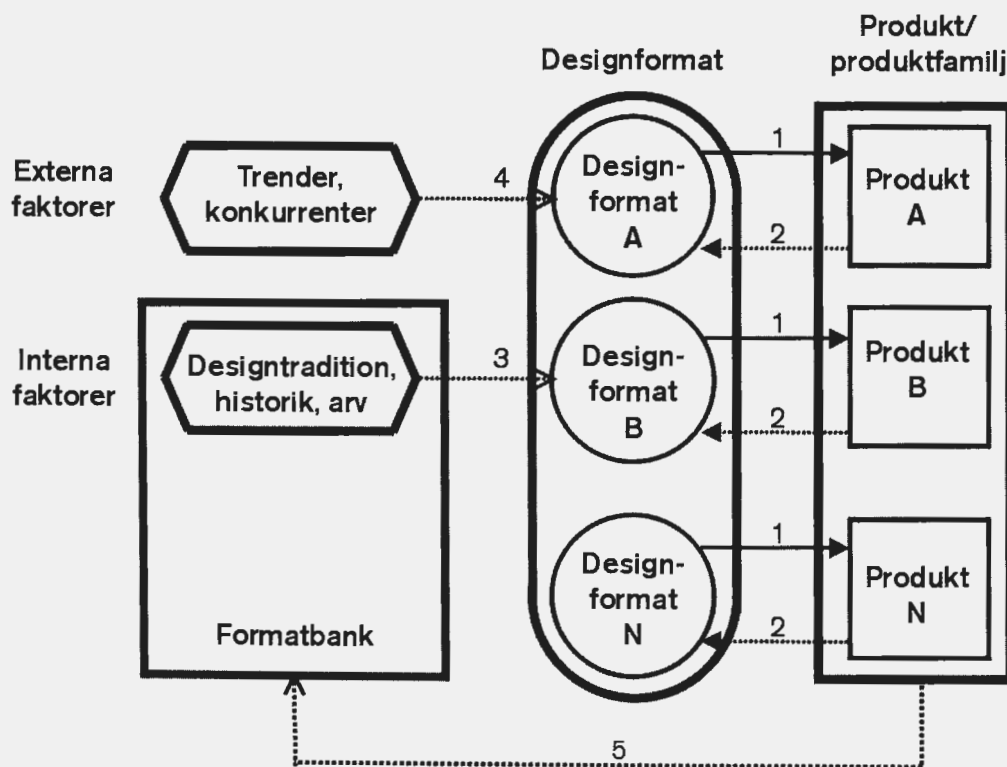 Produkt/
produktfamilj
Designformat
Externa
faktorer
Trender,
konkurrenter
4
Design-
format
A
1
2
Produkt
A
Interna
faktorer
Designtradition,
historik, arv
3
Design-
format
B
1
2
Produkt
B
Formatbank
Design-
format
N
1
2
Produkt
N
5